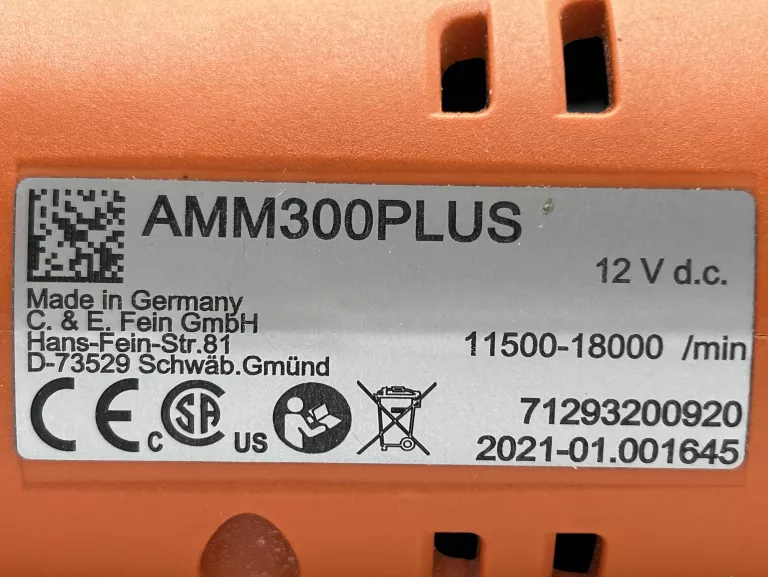 AMM300PLUS
12 V d.c.
Made in Germany
C. & E. Fein GmbH
Hans-Fein-Str.81
D-73529 Schwäb.Gmünd
11500-18000 /min
CE
C SA US
71293200920
2021-01.001645